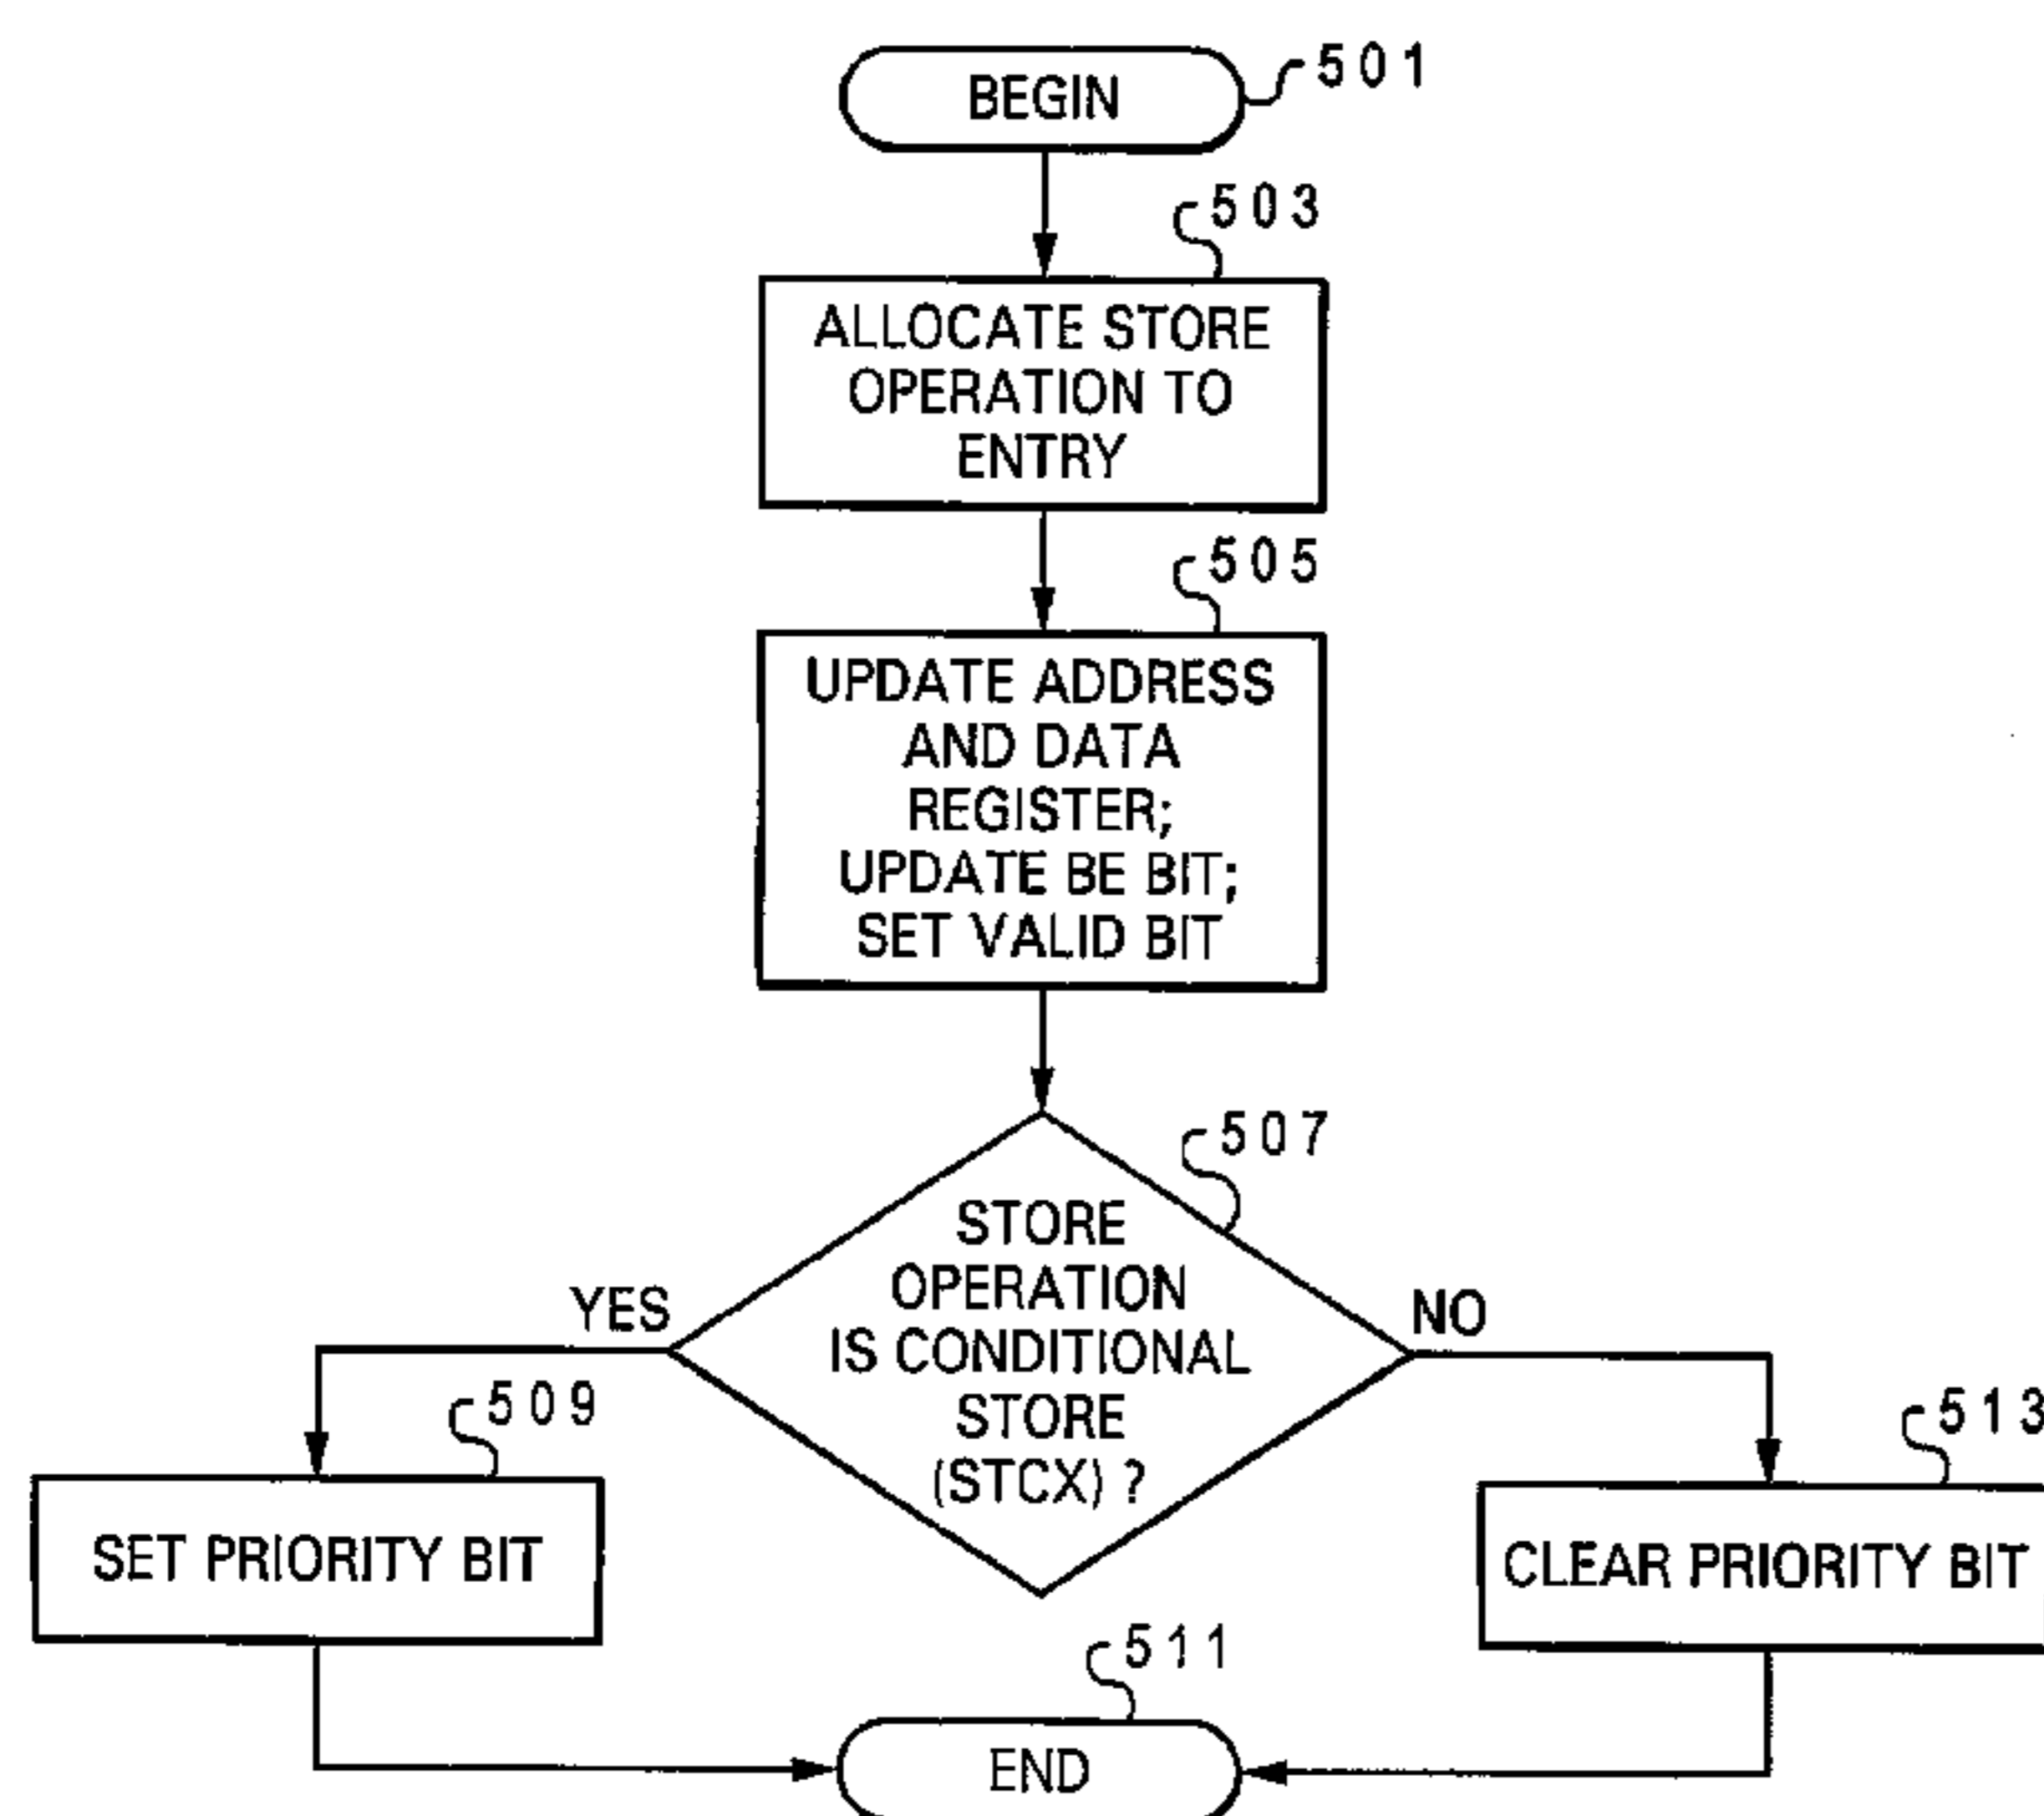 BEGIN
501
503
ALLOCATE STORE
OPERATION TO
ENTRY
505
UPDATE ADDRESS
AND DATA
REGISTER;
UPDATE BE BIT;
SET VALID BIT
507
STORE
OPERATION
IS CONDITIONAL
STORE
(STCX) ?
YES
NO
509
SET PRIORITY BIT
513
CLEAR PRIORITY BIT
511
END